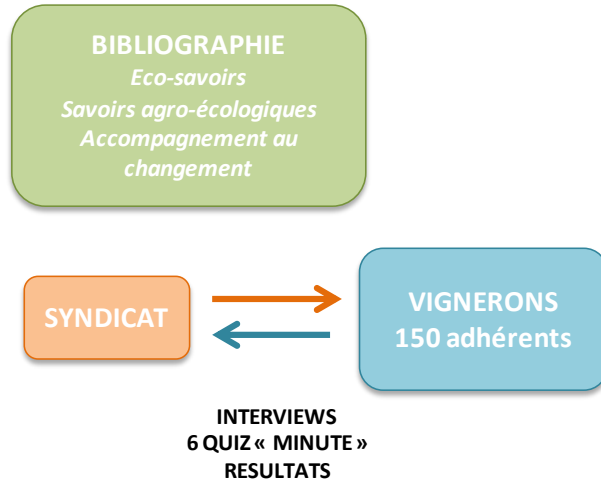 BIBLIOGRAPHIE
Eco-savoirs
Savoirs agro-écologiques
Accompagnement au
changement
SYNDICAT
VIGNERONS
150 adhérents
INTERVIEWS
6 QUIZ « MINUTE »
RESULTATS